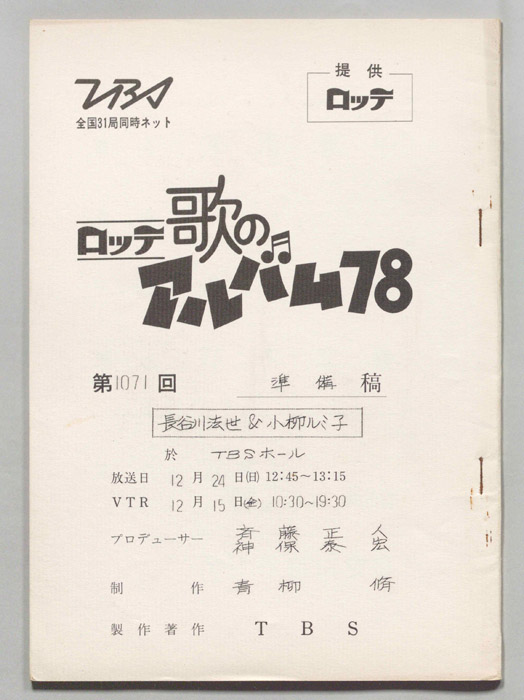 TBS
全国31局同時ネット
提供
ロッテ
ロッテ歌の
アルバム78
第1071回 準備稿
長谷川法世&小柳ルミ子
於 TBSホール
放送日 12月24日(日)12:45~13:15
VTR 12月15日(金)10:30~19:30
プロデューサー 斉藤正人
神保泰宏
制作 青柳脩
製作著作 TBS